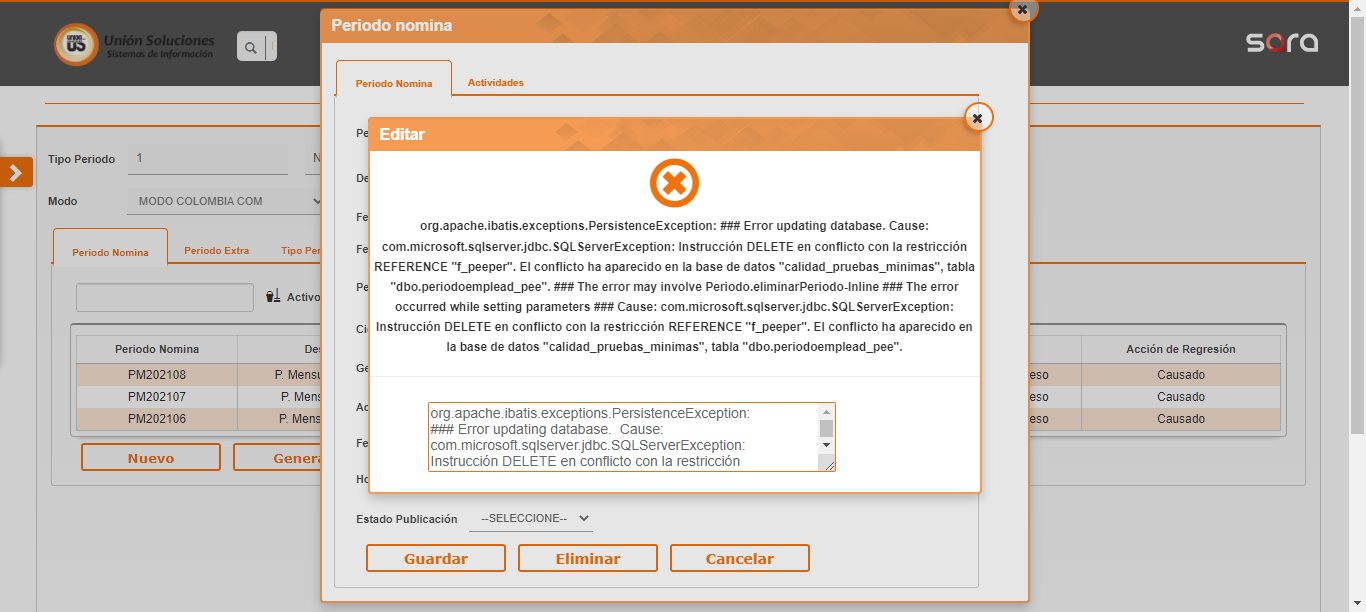 Periodo nomina
Unión Soluciones
Sistemas de Información
sara
Periodo Nomina
Actividades
Editar
Tipo Periodo 1 N
Modo MODO COLOMBIA COM
Pe
De
Fe
Fe
Pe
Ci
Ge
Ac
Fe
Ho
org.apache.ibatis.exceptions.PersistenceException: ### Error updating database. Cause:
com.microsoft.sqlserver.jdbc.SQLServerException: Instrucción DELETE en conflicto con la restricción
REFERENCE "f_peeper". El conflicto ha aparecido en la base de datos "calidad_pruebas_minimas", tabla
"dbo.periodoemplead_pee". ### The error may involve Periodo.eliminarPeriodo-Inline ### The error
occurred while setting parameters ### Cause: com.microsoft.sqlserver.jdbc.SQLServerException:
Instrucción DELETE en conflicto con la restricción REFERENCE "f_peeper". El conflicto ha aparecido en
la base de datos "calidad_pruebas_minimas", tabla "dbo.periodoemplead_pee".
org.apache.ibatis.exceptions.PersistenceException:
### Error updating database.  Cause:
com.microsoft.sqlserver.jdbc.SQLServerException:
Instrucción DELETE en conflicto con la restricción
Periodo Nomina Periodo Extra Tipo Per
Activo
Periodo Nomina Des Acción de Regresión
PM202108 P. Mensu eso Causado
PM202107 P. Mens eso Causado
PM202106 P. Mens eso Causado
Nuevo Genera
Estado Publicación --SELECCIONE--
Guardar Eliminar Cancelar